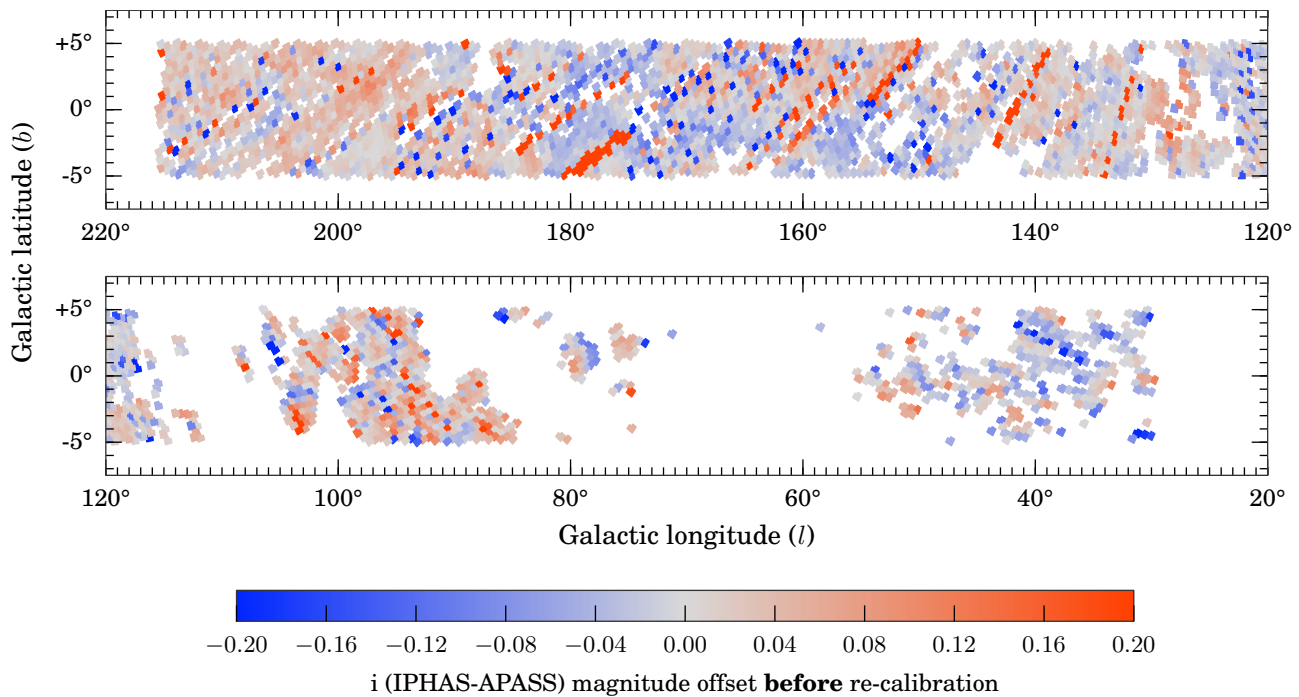 Galactic latitude (b)
+5°
0°
-5°
220° 200° 180° 160° 140° 120°
+5°
0°
-5°
120° 100° 80° 60° 40° 20°
Galactic longitude (l)
−0.20 −0.16 −0.12 −0.08 −0.04 0.00 0.04 0.08 0.12 0.16 0.20
i (IPHAS-APASS) magnitude offset before re-calibration